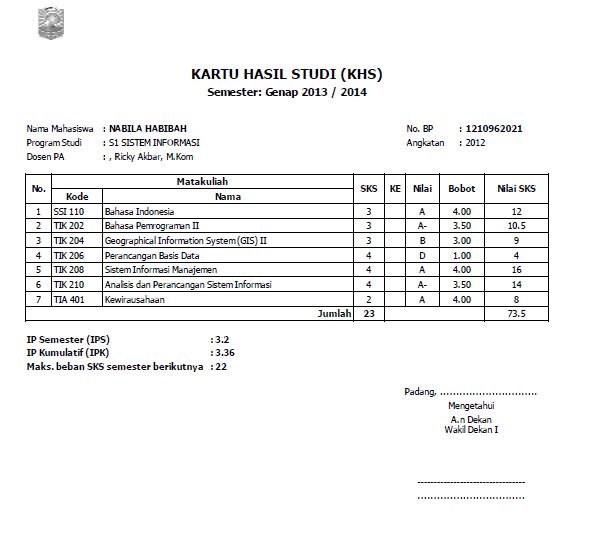 KARTU HASIL STUDI (KHS)
Semester: Genap 2013 / 2014
Nama Mahasiswa : NABILA HABIBAH No. BP : 1210962021
Program Studi : S1 SISTEM INFORMASI Angkatan : 2012
Dosen PA : , Ricky Akbar, M.Kom
No. Matakuliah SKS KE Nilai Bobot Nilai SKS
Kode Nama
1 SSI 110 Bahasa Indonesia 3 A 4.00 12
2 TIK 202 Bahasa Pemrograman II 3 A- 3.50 10.5
3 TIK 204 Geographical Information System (GIS) II 3 B 3.00 9
4 TIK 206 Perancangan Basis Data 4 D 1.00 4
5 TIK 208 Sistem Informasi Manajemen 4 A 4.00 16
6 TIK 210 Analisis dan Perancangan Sistem Informasi 4 A- 3.50 14
7 TIA 401 Kewirausahaan 2 A 4.00 8
Jumlah 23 73.5
IP Semester (IPS) : 3.2
IP Kumulatif (IPK) : 3.36
Maks. beban SKS semester berikutnya : 22
Padang, ..............................
Mengetahui
A.n Dekan
Wakil Dekan I
---------------------------------
.................................